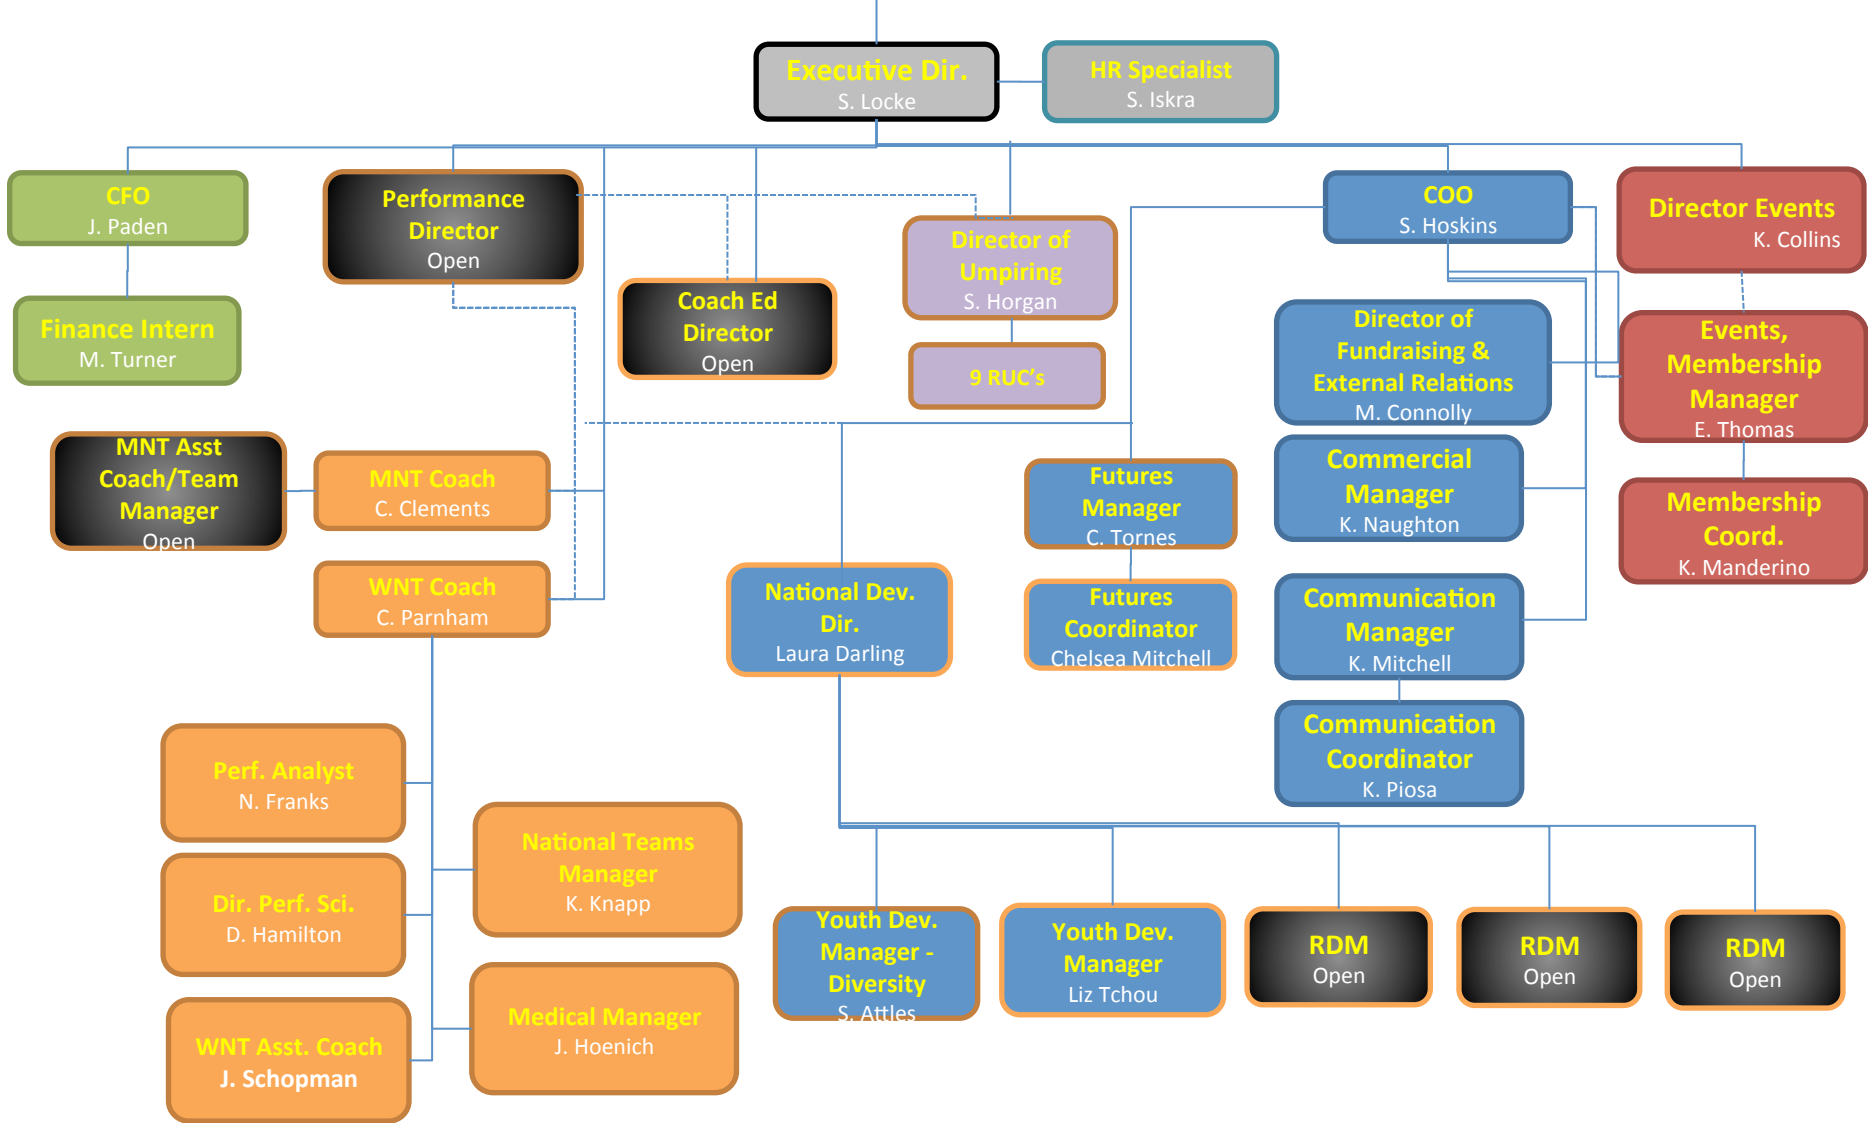 Executive Dir.
S. Locke
HR Specialist
S. Iskra
CFO
J. Paden
Performance
Director
Open
COO
S. Hoskins
Director Events
K. Collins
Director of
Umpiring
S. Horgan
Finance Intern
M. Turner
Coach Ed
Director
Open
9 RUC’s
Director of
Fundraising &
External Relations
M. Connolly
Events,
Membership
Manager
E. Thomas
MNT Asst
Coach/Team
Manager
Open
MNT Coach
C. Clements
Futures
Manager
C. Tornes
Commercial
Manager
K. Naughton
Membership
Coord.
K. Manderino
WNT Coach
C. Parnham
National Dev.
Dir.
Laura Darling
Futures
Coordinator
Chelsea Mitchell
Communication
Manager
K. Mitchell
Communication
Coordinator
K. Piosa
Perf. Analyst
N. Franks
National Teams
Manager
K. Knapp
Dir. Perf. Sci.
D. Hamilton
Youth Dev.
Manager -
Diversity
S. Attles
Youth Dev.
Manager
Liz Tchou
RDM
Open
RDM
Open
RDM
Open
Medical Manager
J. Hoenich
WNT Asst. Coach
J. Schopman